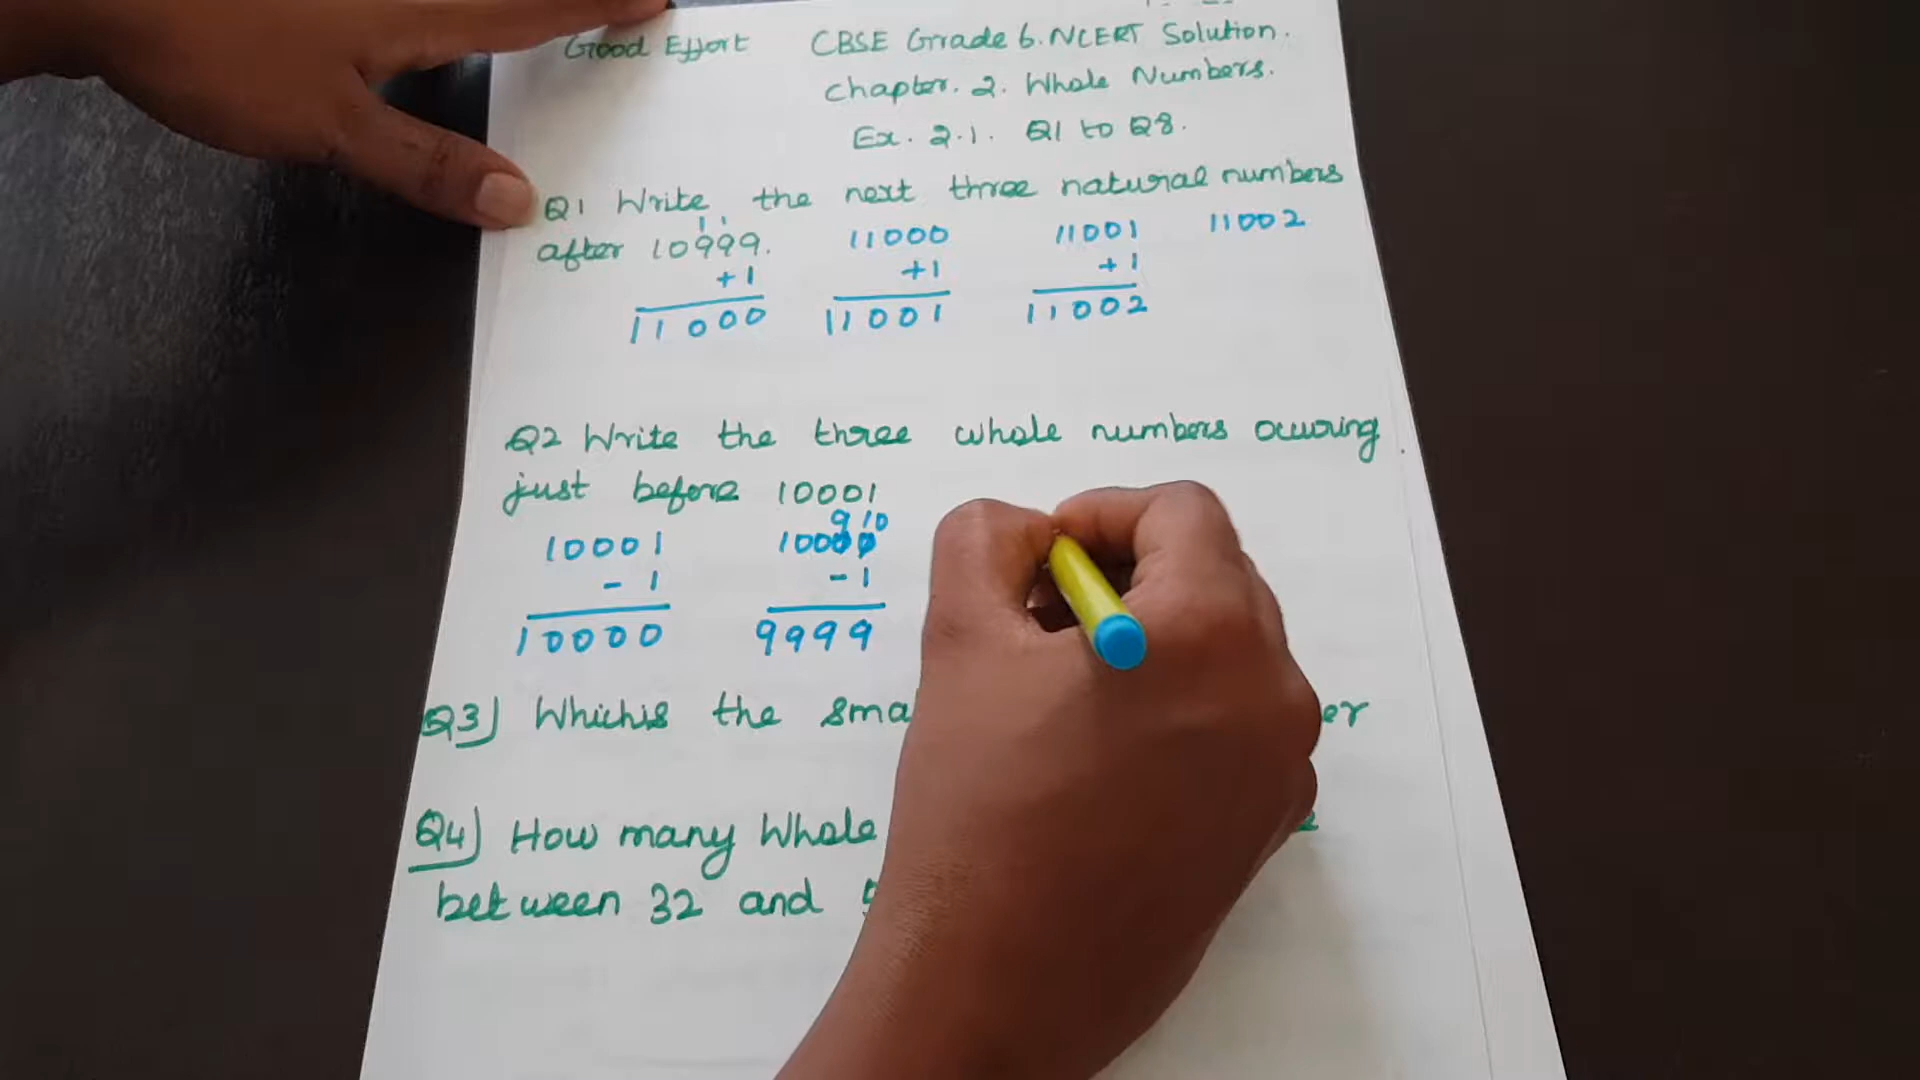 Good Effort CBSE Grade 6. NCERT Solution.
Chapter. 2. Whole Numbers.
Ex. 2.1. Q1 to Q8.
Q1 Write the next three natural numbers
after 10999. 11000 11001 11002
+1 +1 +1
11000 11001 11002
Q2 Write the three whole numbers occuring
just before 10001
9 10
10001 10000
- 1 - 1
10000 9999
Q3) Which is the
Q4) How many Whole
between 32 and